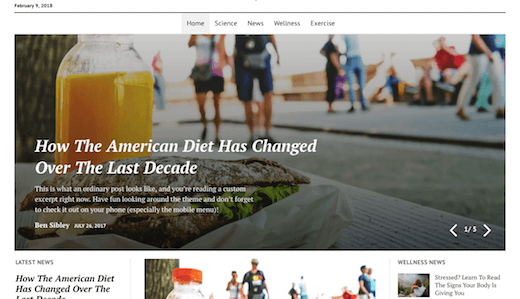 February 9, 2018
Home Science News Wellness Exercise
How The American Diet Has Changed
Over The Last Decade
This is what an ordinary post looks like, and you're reading a custom
excerpt right now. Have fun looking around the theme and don't forget
to check it out on your phone (especially the mobile menu)!
Ben Sibley JULY 26, 2017
1/ 5
LATEST NEWS
How The American Diet
Has Changed Over The
Last Decade
WELLNESS NEWS
Stressed? Learn To Read
The Signs Your Body Is
Giving You